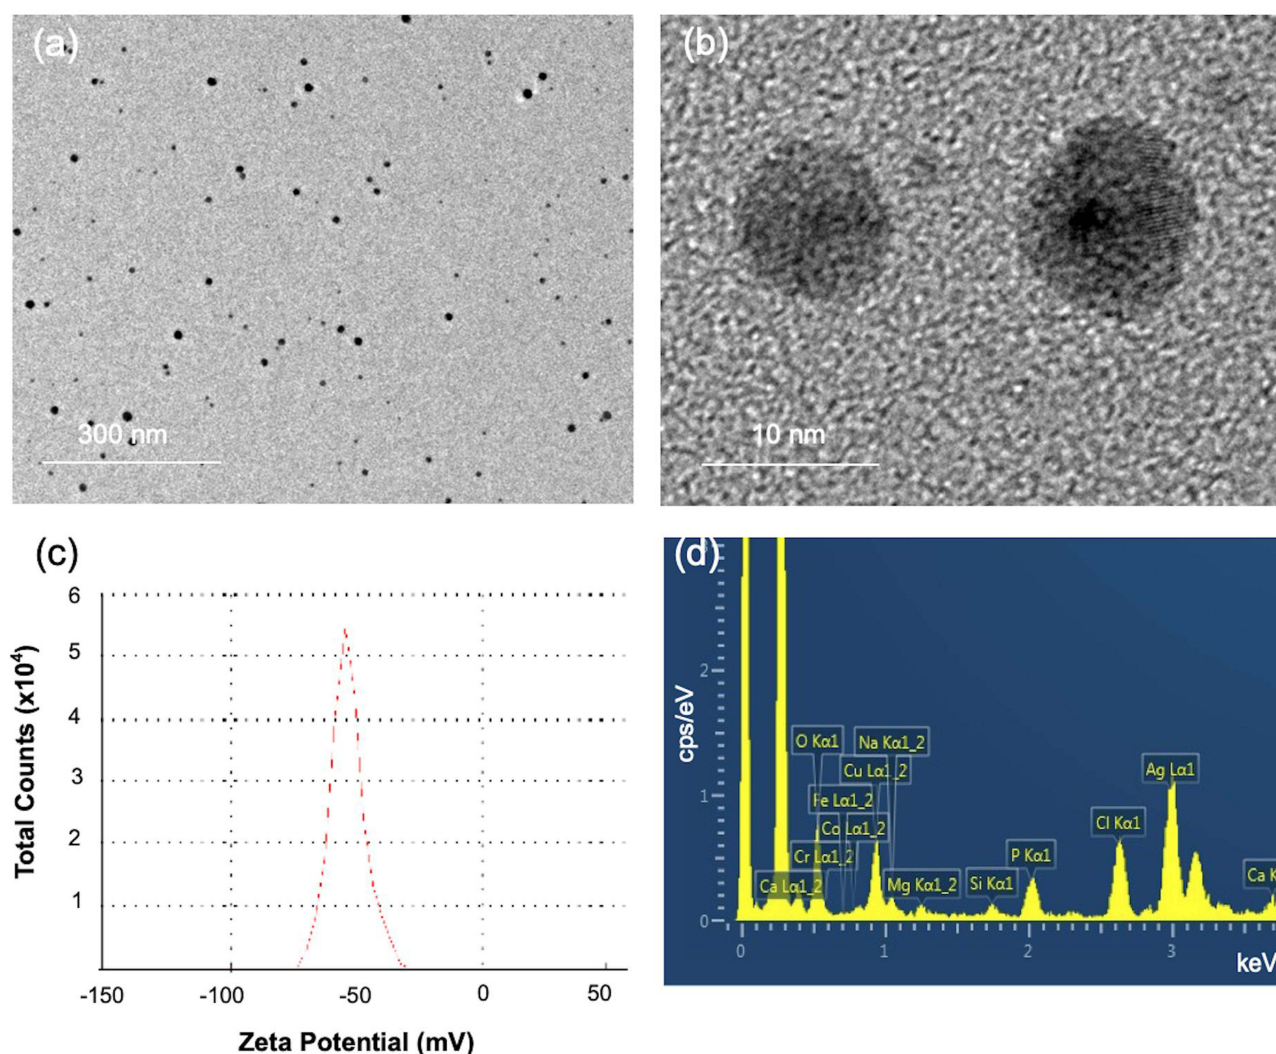 (a)
300 nm
(b)
10 nm
(c)
6
5
4
3
2
1
Total Counts (x10⁴)
-150 -100 -50 0 50
Zeta Potential (mV)
(d)
2
1
0
cps/eV
O Kα1 Na Kα1_2
Cu Lα1_2
Fe Lα1_2
Co Lα1_2
Cr Lα1_2
Ca Lα1_2
Mg Kα1_2
Si Kα1
P Kα1
Cl Kα1
Ag Lα1
Ca K
0 1 2 3
keV